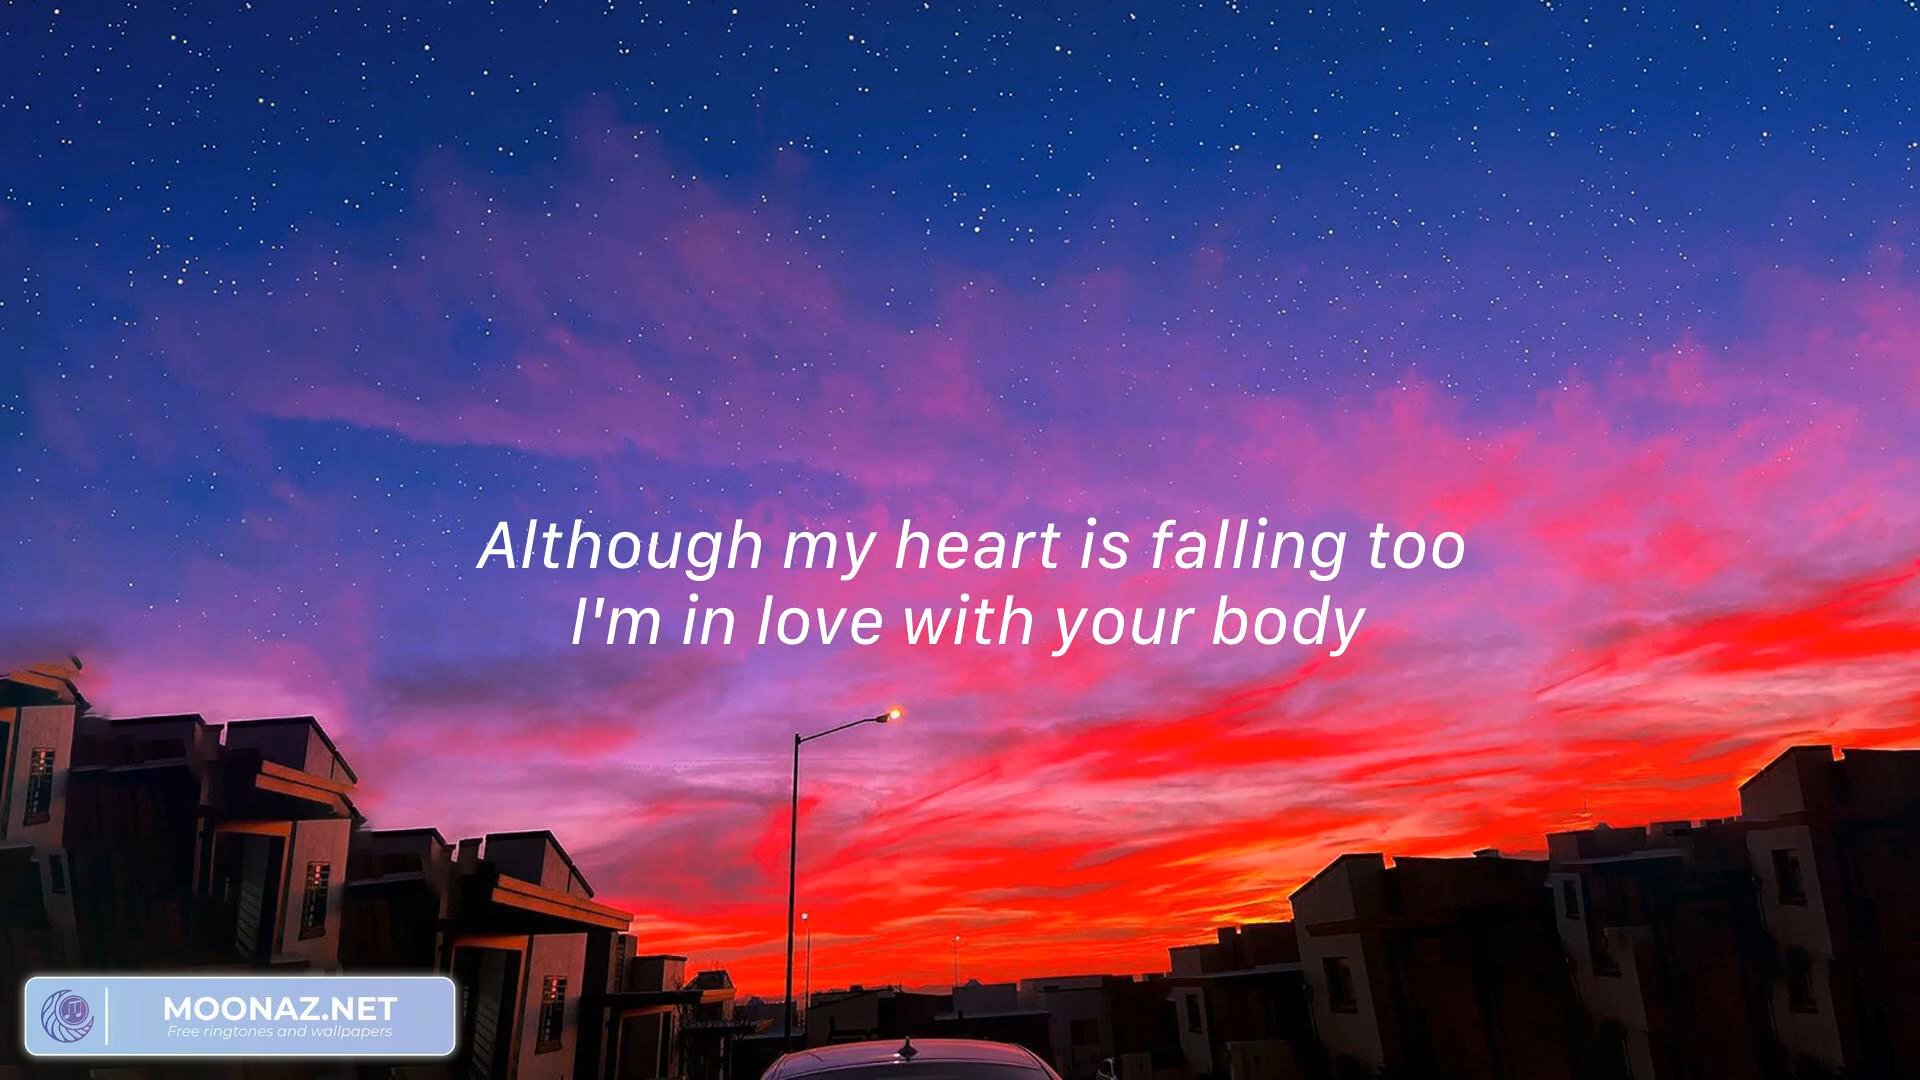 Although my heart is falling too
I'm in love with your body
MOONAZ.NET
Free ringtones and wallpapers